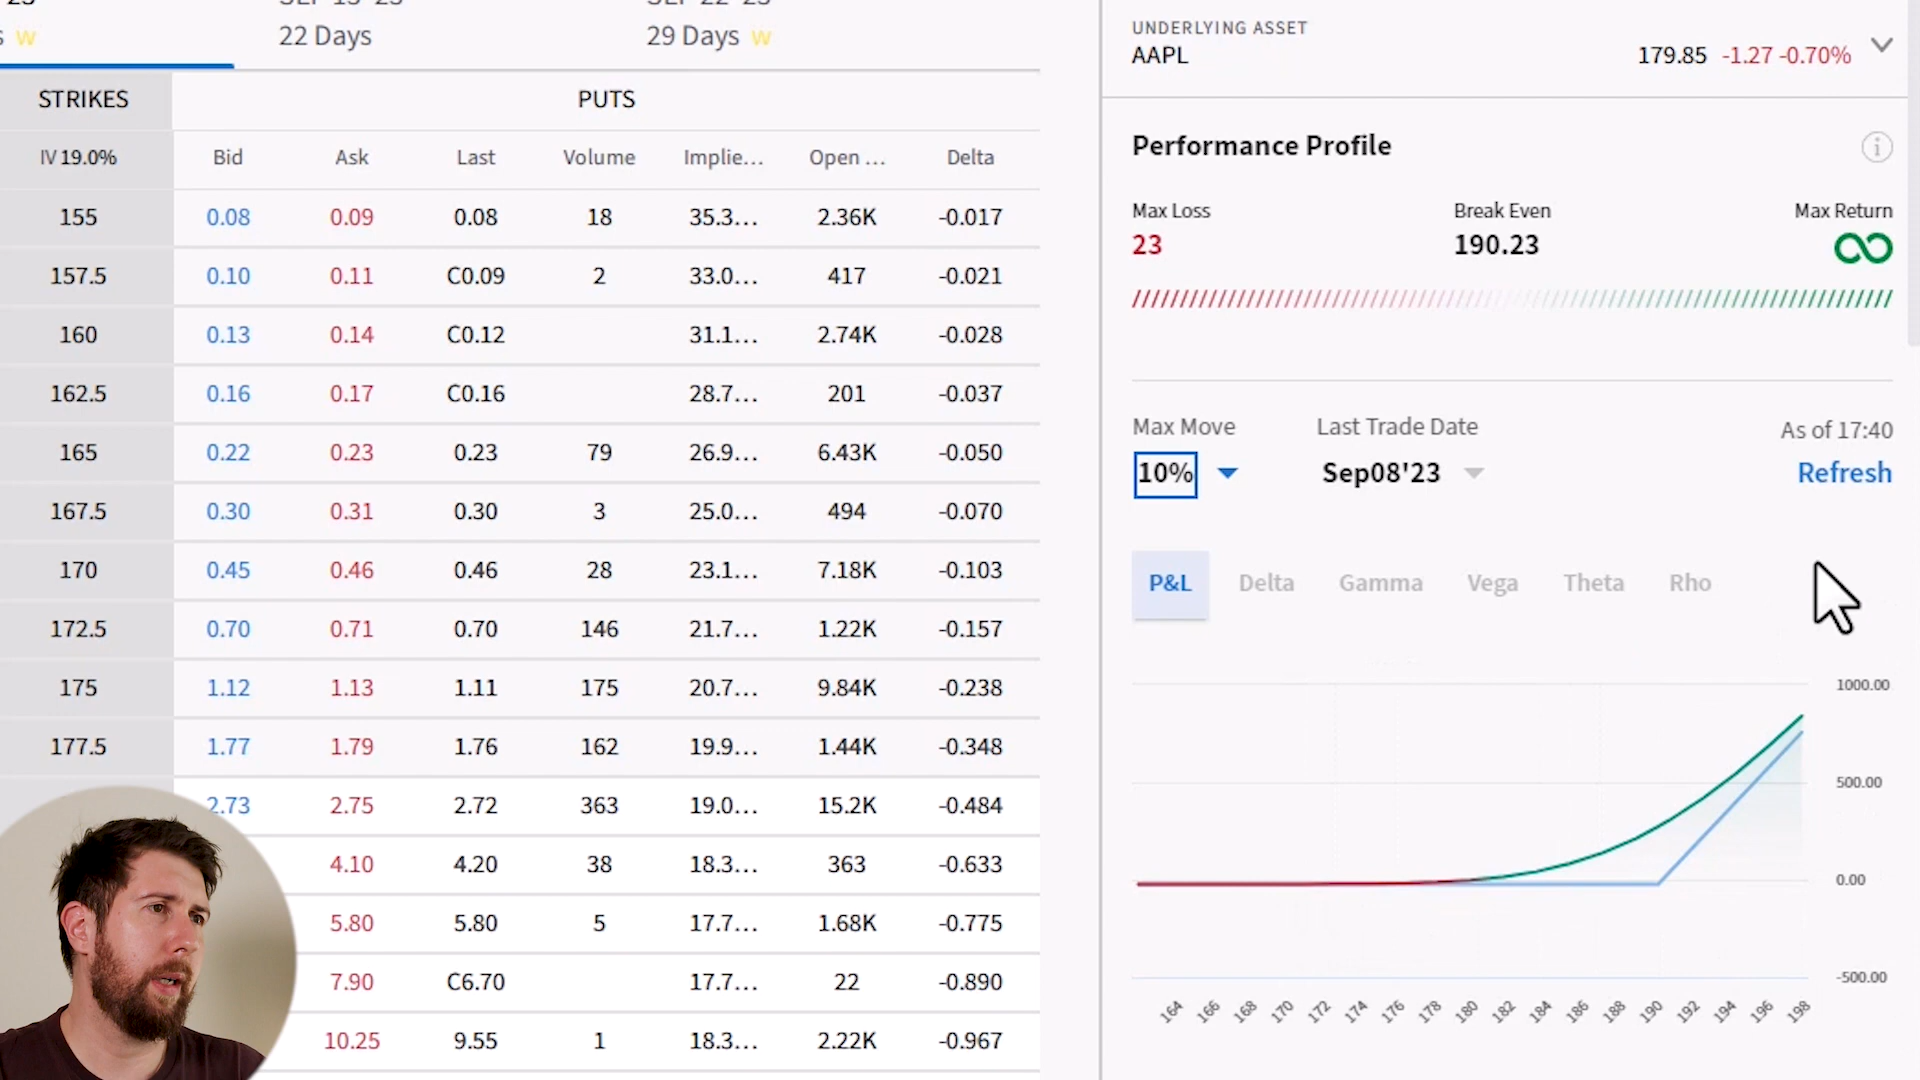 22 Days
29 Days W
W
STRIKES PUTS
IV 19.0% Bid Ask Last Volume Implie... Open ... Delta
155 0.08 0.09 0.08 18 35.3... 2.36K -0.017
157.5 0.10 0.11 C0.09 2 33.0... 417 -0.021
160 0.13 0.14 C0.12 31.1... 2.74K -0.028
162.5 0.16 0.17 C0.16 28.7... 201 -0.037
165 0.22 0.23 0.23 79 26.9... 6.43K -0.050
167.5 0.30 0.31 0.30 3 25.0... 494 -0.070
170 0.45 0.46 0.46 28 23.1... 7.18K -0.103
172.5 0.70 0.71 0.70 146 21.7... 1.22K -0.157
175 1.12 1.13 1.11 175 20.7... 9.84K -0.238
177.5 1.77 1.79 1.76 162 19.9... 1.44K -0.348
2.73 2.75 2.72 363 19.0... 15.2K -0.484
4.10 4.20 38 18.3... 363 -0.633
5.80 5.80 5 17.7... 1.68K -0.775
7.90 C6.70 17.7... 22 -0.890
10.25 9.55 1 18.3... 2.22K -0.967
UNDERLYING ASSET
AAPL 179.85 -1.27 -0.70%
Performance Profile
Max Loss Break Even Max Return
23 190.23 ∞
Max Move Last Trade Date As of 17:40
10% Sep08'23 Refresh
P&L Delta Gamma Vega Theta Rho
1000.00
500.00
0.00
-500.00
164 166 168 170 172 174 176 178 180 182 184 186 188 190 192 194 196 198